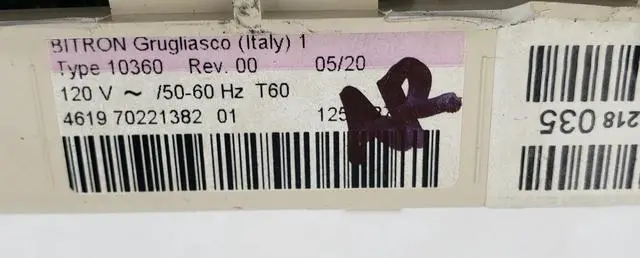 BITRON Grugliasco (Italy) 1
Type 10360 Rev. 00 05/20
120 V ~ /50-60 Hz T60
4619 70221382 01
218 035